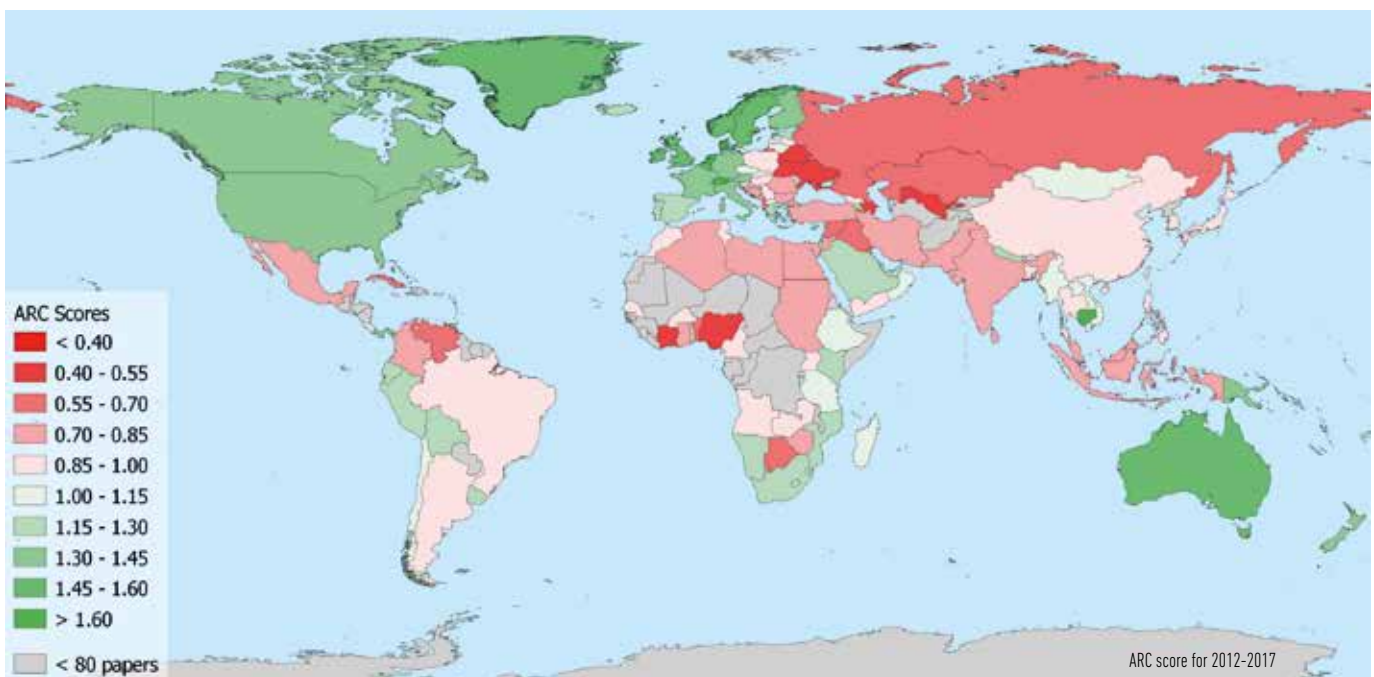 ARC Scores
< 0.40
0.40 - 0.55
0.55 - 0.70
0.70 - 0.85
0.85 - 1.00
1.00 - 1.15
1.15 - 1.30
1.30 - 1.45
1.45 - 1.60
> 1.60
< 80 papers
ARC score for 2012-2017